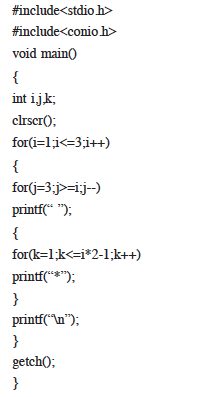 #include<stdio.h>
#include<conio.h>
void main()
{
int i,j,k;
clrscr();
for(i=1;i<=3;i++)
{
for(j=3;j>=i;j--)
printf(“ ”);
{
for(k=1;k<=i*2-1;k++)
printf(“*”);
}
printf(“\n”);
}
getch();
}